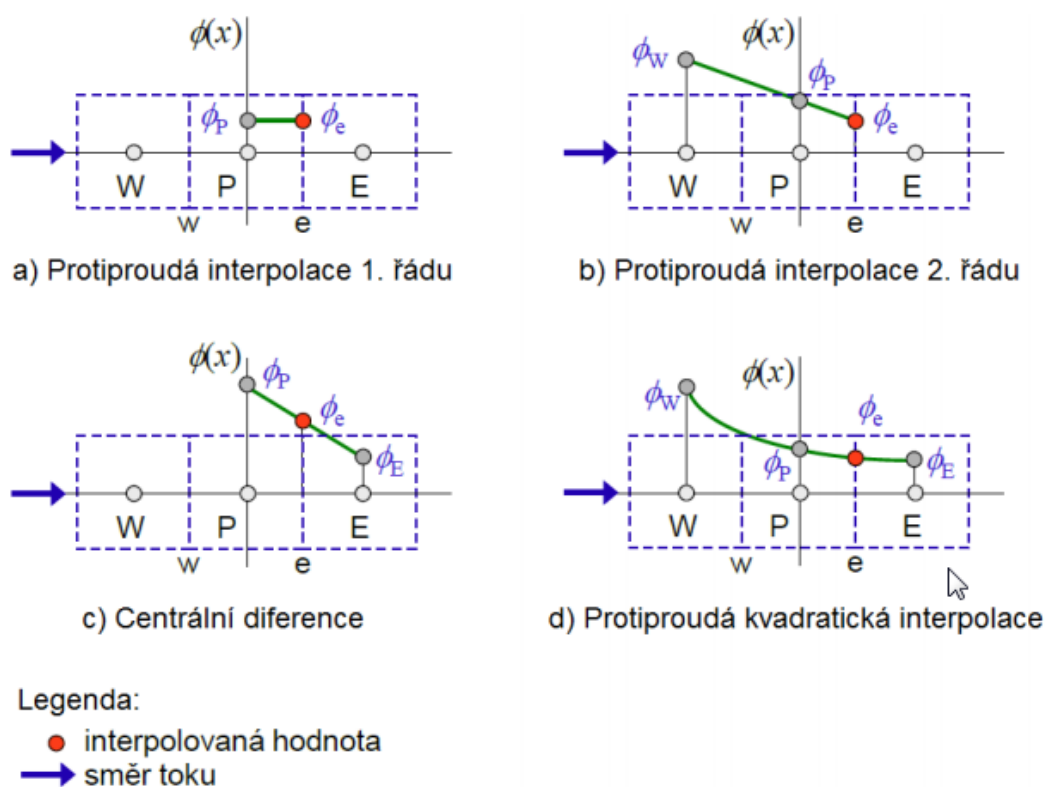 ϕ(x)
ϕP ϕe
W P E
w e
a) Protiproudá interpolace 1. řádu
ϕ(x)
ϕW ϕP ϕe
W P E
w e
b) Protiproudá interpolace 2. řádu
ϕ(x)
ϕP ϕe ϕE
W P E
w e
c) Centrální diference
ϕ(x)
ϕW ϕP ϕe ϕE
W P E
w e
d) Protiproudá kvadratická interpolace
Legenda:
interpolovaná hodnota
směr toku